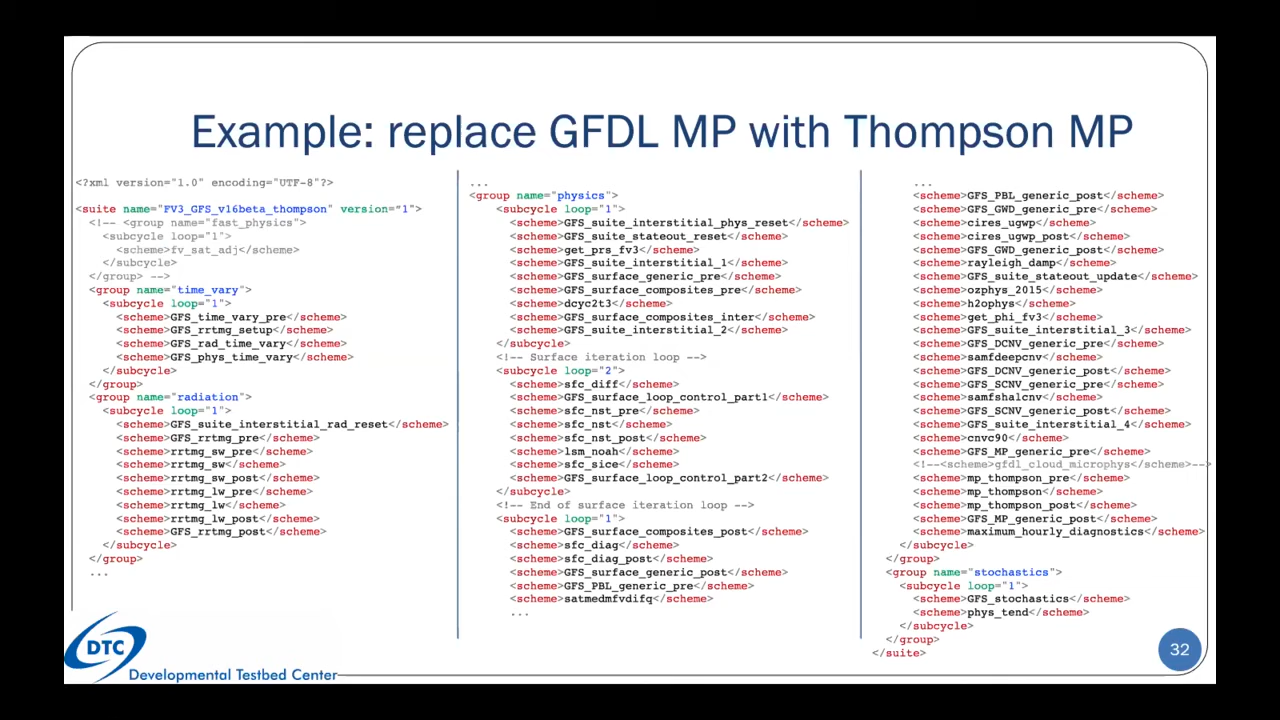 Example: replace GFDL MP with Thompson MP
<?xml version="1.0" encoding="UTF-8"?>
<suite name="FV3_GFS_v16beta_thompson" version="1">
<!-- <group name="fast_physics">
<subcycle loop="1">
<scheme>fv_sat_adj</scheme>
</subcycle>
</group> -->
<group name="time_vary">
<subcycle loop="1">
<scheme>GFS_time_vary_pre</scheme>
<scheme>GFS_rrtmg_setup</scheme>
<scheme>GFS_rad_time_vary</scheme>
<scheme>GFS_phys_time_vary</scheme>
</subcycle>
</group>
<group name="radiation">
<subcycle loop="1">
<scheme>GFS_suite_interstitial_rad_reset</scheme>
<scheme>GFS_rrtmg_pre</scheme>
<scheme>rrtmg_sw_pre</scheme>
<scheme>rrtmg_sw</scheme>
<scheme>rrtmg_sw_post</scheme>
<scheme>rrtmg_lw_pre</scheme>
<scheme>rrtmg_lw</scheme>
<scheme>rrtmg_lw_post</scheme>
<scheme>GFS_rrtmg_post</scheme>
</subcycle>
</group>
...
...
<group name="physics">
<subcycle loop="1">
<scheme>GFS_suite_interstitial_phys_reset</scheme>
<scheme>GFS_suite_stateout_reset</scheme>
<scheme>get_prs_fv3</scheme>
<scheme>GFS_suite_interstitial_1</scheme>
<scheme>GFS_surface_generic_pre</scheme>
<scheme>GFS_surface_composites_pre</scheme>
<scheme>dcyc2t3</scheme>
<scheme>GFS_surface_composites_inter</scheme>
<scheme>GFS_suite_interstitial_2</scheme>
</subcycle>
<!-- Surface iteration loop -->
<subcycle loop="2">
<scheme>sfc_diff</scheme>
<scheme>GFS_surface_loop_control_part1</scheme>
<scheme>sfc_nst_pre</scheme>
<scheme>sfc_nst</scheme>
<scheme>sfc_nst_post</scheme>
<scheme>lsm_noah</scheme>
<scheme>sfc_sice</scheme>
<scheme>GFS_surface_loop_control_part2</scheme>
</subcycle>
<!-- End of surface iteration loop -->
<subcycle loop="1">
<scheme>GFS_surface_composites_post</scheme>
<scheme>sfc_diag</scheme>
<scheme>sfc_diag_post</scheme>
<scheme>GFS_surface_generic_post</scheme>
<scheme>GFS_PBL_generic_pre</scheme>
<scheme>satmedmfvdifq</scheme>
...
...
<scheme>GFS_PBL_generic_post</scheme>
<scheme>GFS_GWD_generic_pre</scheme>
<scheme>cires_ugwp</scheme>
<scheme>cires_ugwp_post</scheme>
<scheme>GFS_GWD_generic_post</scheme>
<scheme>rayleigh_damp</scheme>
<scheme>GFS_suite_stateout_update</scheme>
<scheme>ozphys_2015</scheme>
<scheme>h2ophys</scheme>
<scheme>get_phi_fv3</scheme>
<scheme>GFS_suite_interstitial_3</scheme>
<scheme>GFS_DCNV_generic_pre</scheme>
<scheme>samfdeepcnv</scheme>
<scheme>GFS_DCNV_generic_post</scheme>
<scheme>GFS_SCNV_generic_pre</scheme>
<scheme>samfshalcnv</scheme>
<scheme>GFS_SCNV_generic_post</scheme>
<scheme>GFS_suite_interstitial_4</scheme>
<scheme>cnvc90</scheme>
<scheme>GFS_MP_generic_pre</scheme>
<!--<scheme>gfdl_cloud_microphys</scheme>-->
<scheme>mp_thompson_pre</scheme>
<scheme>mp_thompson</scheme>
<scheme>mp_thompson_post</scheme>
<scheme>GFS_MP_generic_post</scheme>
<scheme>maximum_hourly_diagnostics</scheme>
</subcycle>
</group>
<group name="stochastics">
<subcycle loop="1">
<scheme>GFS_stochastics</scheme>
<scheme>phys_tend</scheme>
</subcycle>
</group>
</suite>
DTC
Developmental Testbed Center
32